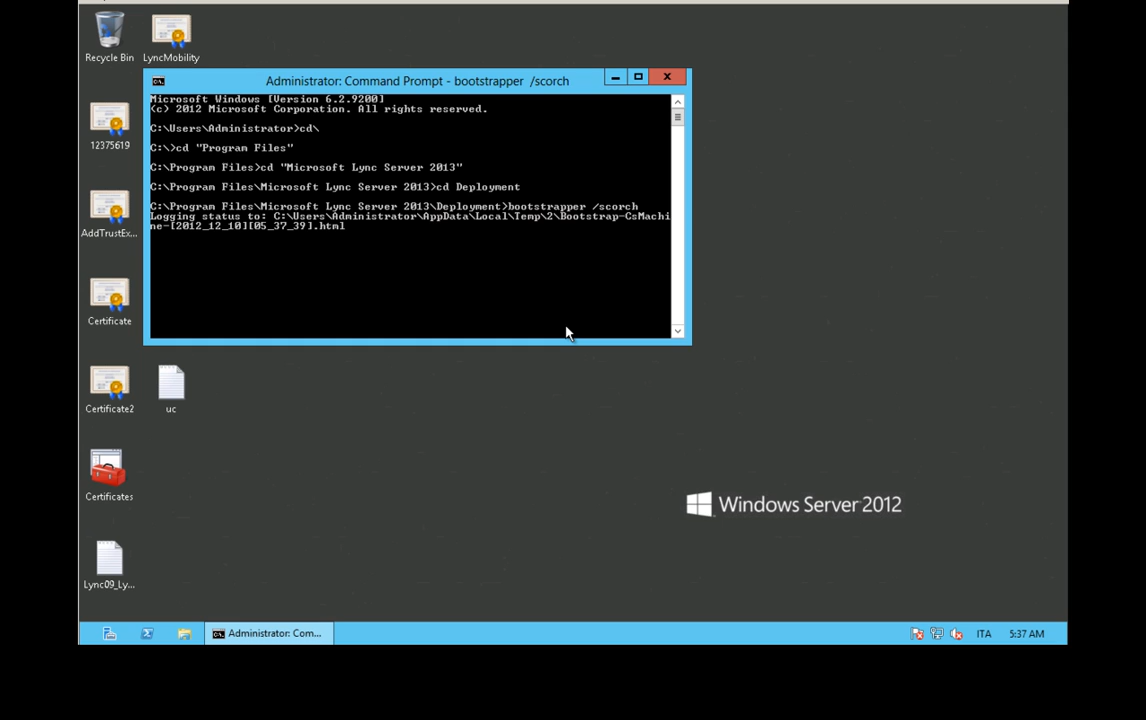 Recycle Bin
LyncMobility
Administrator: Command Prompt - bootstrapper /scorch
Microsoft Windows [Version 6.2.9200]
(c) 2012 Microsoft Corporation. All rights reserved.
C:\Users\Administrator>cd\
C:\>cd "Program Files"
C:\Program Files>cd "Microsoft Lync Server 2013"
C:\Program Files\Microsoft Lync Server 2013>cd Deployment
C:\Program Files\Microsoft Lync Server 2013\Deployment>bootstrapper /scorch
Logging status to: C:\Users\Administrator\AppData\Local\Temp\2\Bootstrap-CsMachi
ne-[2012_12_10][05_37_39].html
12375619
AddTrustEx...
Certificate
Certificate2
uc
Certificates
Windows Server 2012
Lync09_Ly...
Administrator: Com...
ITA
5:37 AM